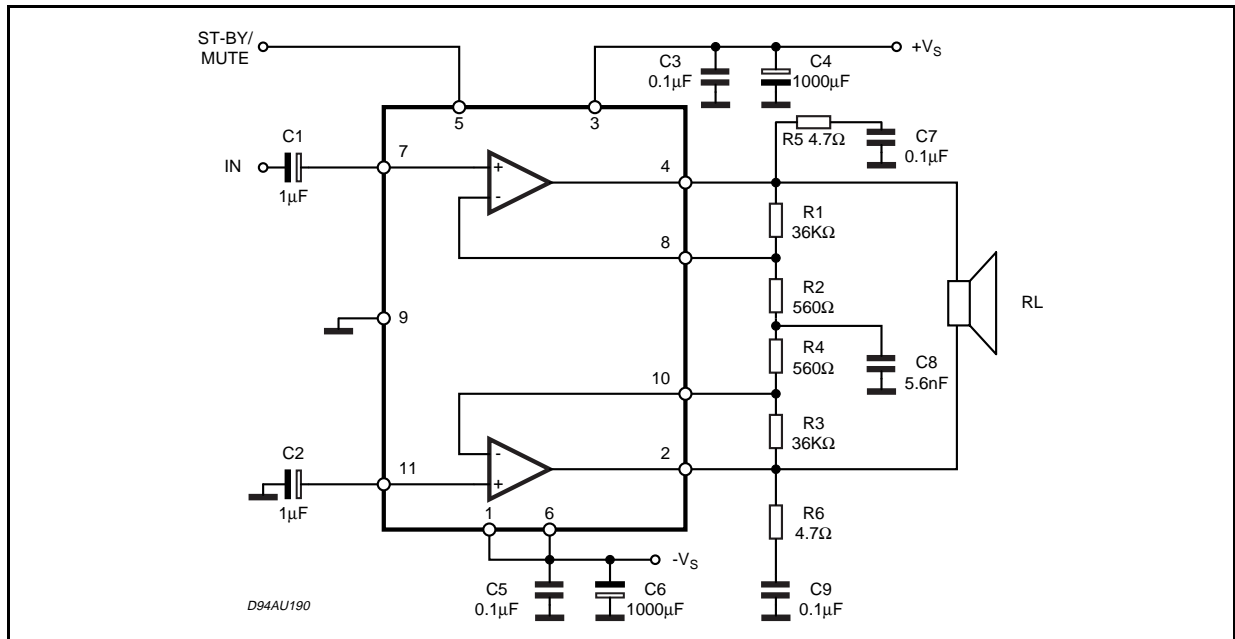 ST-BY/
MUTE
C3
0.1µF
C4
1000µF
+VS
5
3
R5 4.7Ω
C7
0.1µF
C1
IN
1µF
7
+
-
4
R1
36KΩ
8
R2
560Ω
RL
9
R4
560Ω
C8
5.6nF
10
R3
36KΩ
C2
1µF
11
-
+
2
1
6
R6
4.7Ω
-VS
C5
0.1µF
C6
1000µF
C9
0.1µF
D94AU190